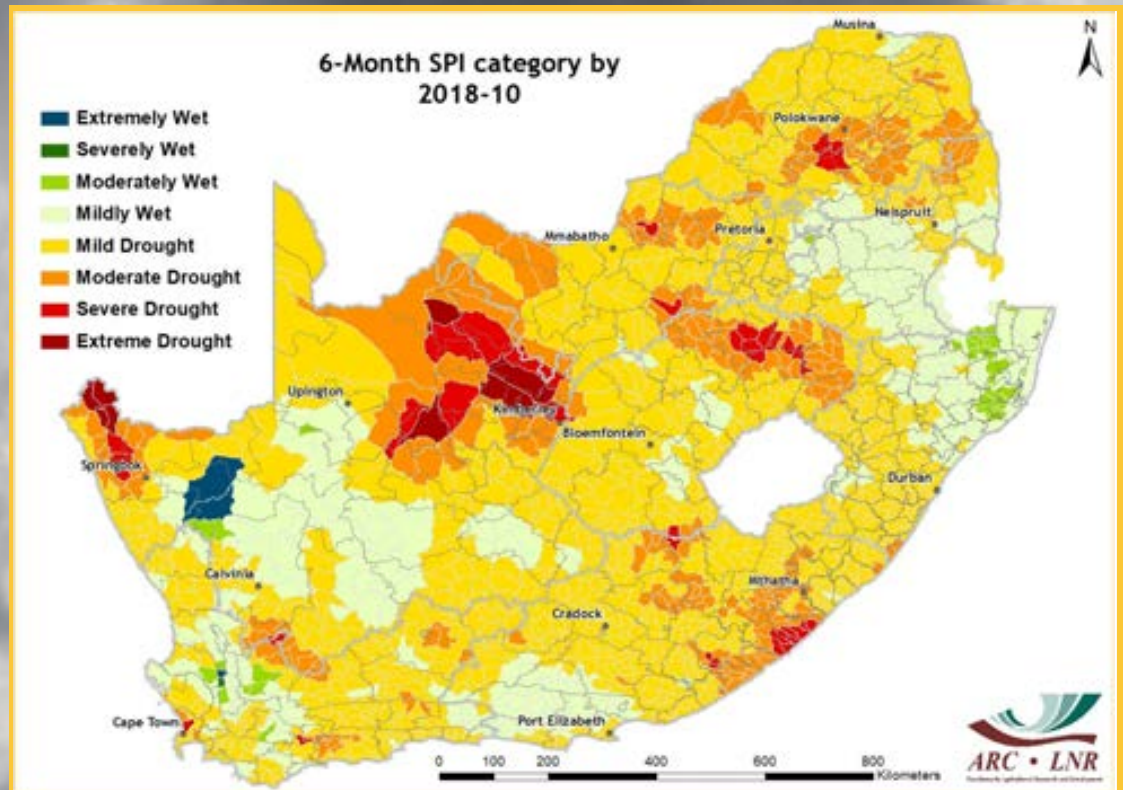 6-Month SPI category by
2018-10
N
Extremely Wet
Severely Wet
Moderately Wet
Mildly Wet
Mild Drought
Moderate Drought
Severe Drought
Extreme Drought
Musina
Polokwane
Nelspruit
Pretoria
Mmabatho
Upington
Kimberley
Bloemfontein
Springbok
Durban
Calvinia
Mthatha
Cradock
Cape Town
Port Elizabeth
0 100 200 400 600 800
Kilometers
ARC • LNR